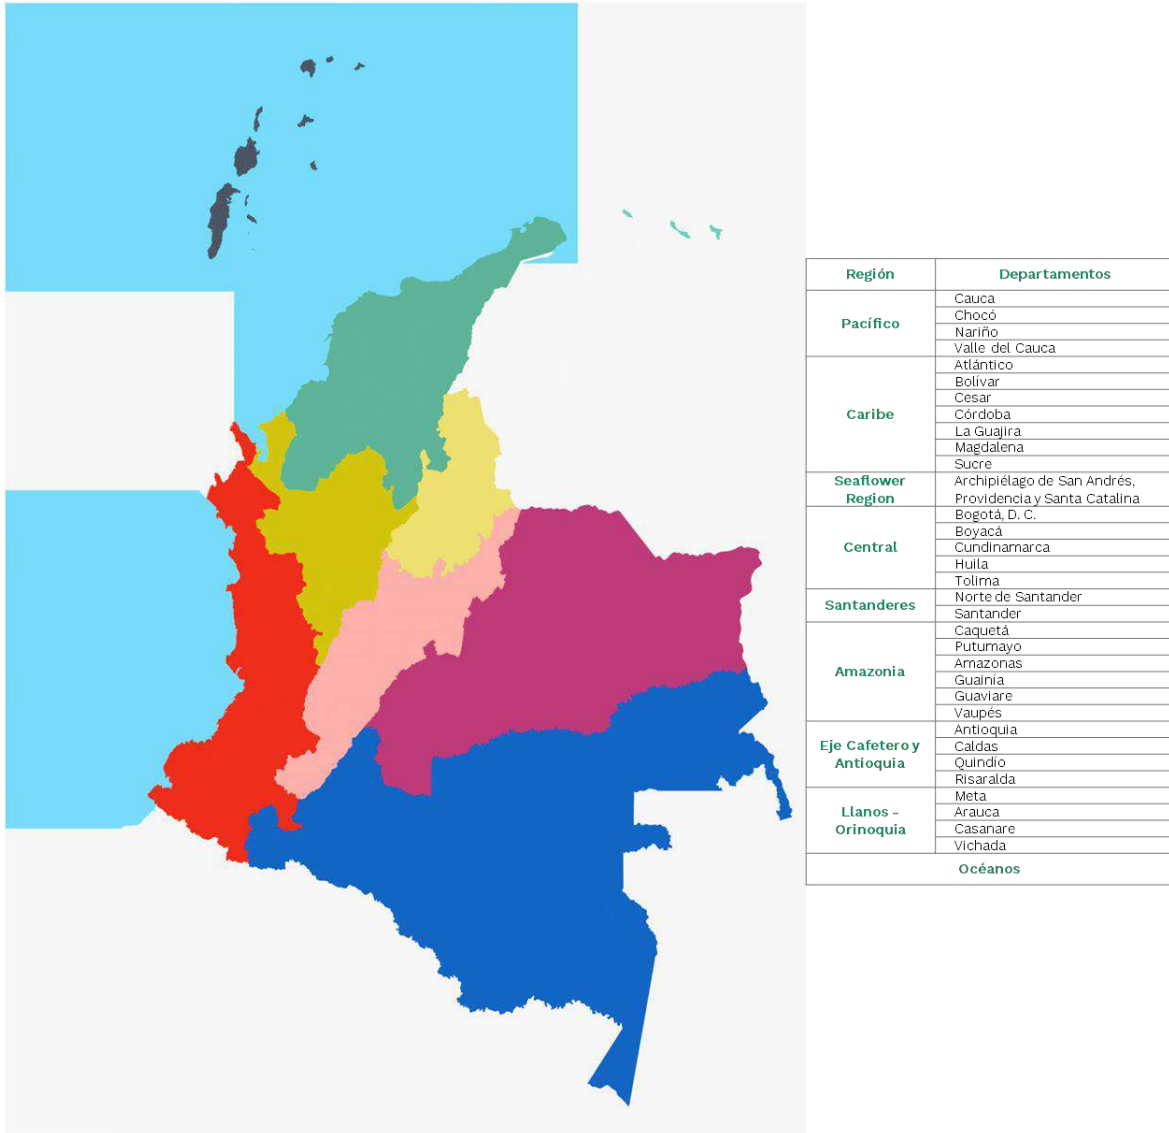 Región Departamentos
Pacífico
Cauca
Chocó
Nariño
Valle del Cauca
Caribe
Atlántico
Bolívar
Cesar
Córdoba
La Guajira
Magdalena
Sucre
Seaflower
Region
Archipiélago de San Andrés,
Providencia y Santa Catalina
Central
Bogotá, D. C.
Boyacá
Cundinamarca
Huila
Tolima
Santanderes
Norte de Santander
Santander
Amazonia
Caquetá
Putumayo
Amazonas
Guainía
Guaviare
Vaupés
Eje Cafetero y
Antioquia
Antioquia
Caldas
Quindío
Risaralda
Llanos –
Orinoquia
Meta
Arauca
Casanare
Vichada
Océanos